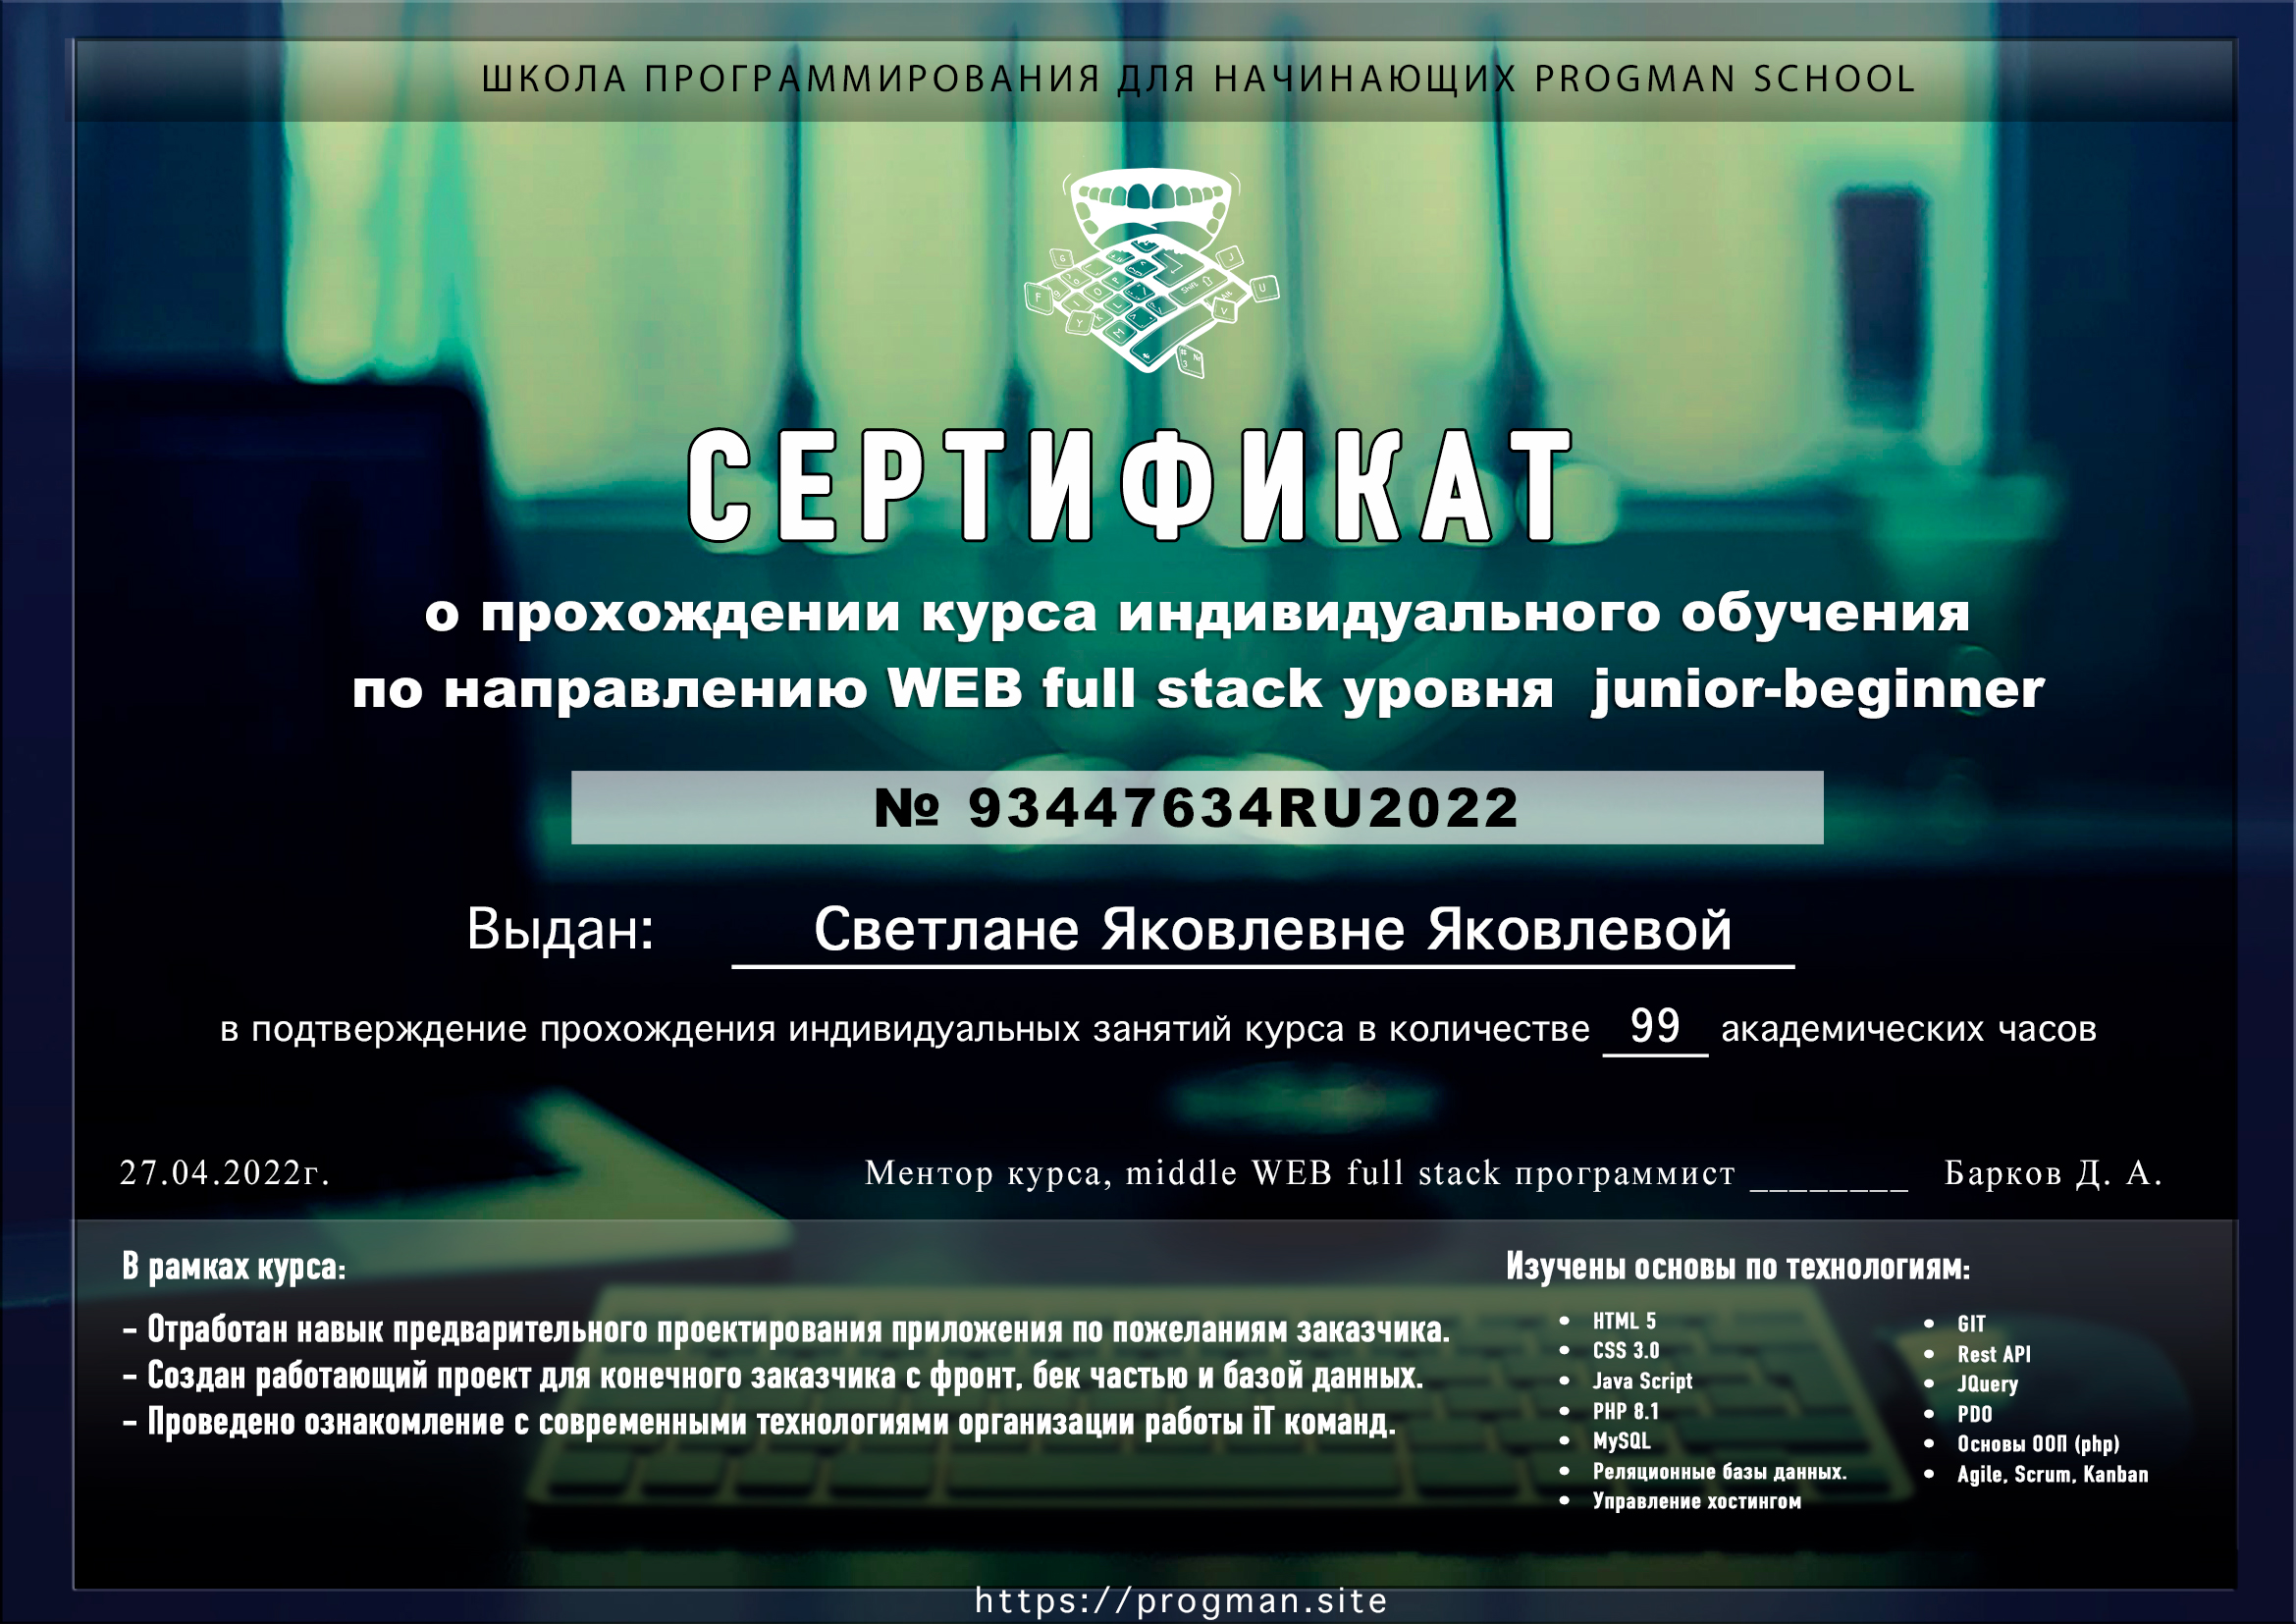 ШКОЛА ПРОГРАММИРОВАНИЯ ДЛЯ НАЧИНАЮЩИХ PROGMAN SCHOOL
СЕРТИФИКАТ
о прохождении курса индивидуального обучения
по направлению WEB full stack уровня junior-beginner
№ 93447634RU2022
Выдан: Светлане Яковлевне Яковлевой
в подтверждение прохождения индивидуальных занятий курса в количестве 99 академических часов
27.04.2022г. Ментор курса, middle WEB full stack программист ________ Барков Д. А.
В рамках курса:
– Отработан навык предварительного проектирования приложения по пожеланиям заказчика.
– Создан работающий проект для конечного заказчика с фронт, бек частью и базой данных.
– Проведено ознакомление с современными технологиями организации работы iT команд.
Изучены основы по технологиям:
• HTML 5
• CSS 3.0
• Java Script
• PHP 8.1
• MySQL
• Реляционные базы данных.
• Управление хостингом
• GIT
• Rest API
• JQuery
• PDO
• Основы ООП (php)
• Agile, Scrum, Kanban
https://progman.site